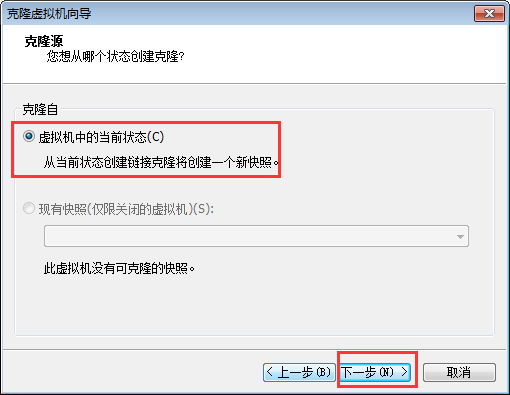 克隆虚拟机向导
克隆源
您想从哪个状态创建克隆?
克隆自
虚拟机中的当前状态(C)
从当前状态创建链接克隆将创建一个新快照。
现有快照(仅限关闭的虚拟机)(S):
此虚拟机没有可克隆的快照。
< 上一步(B) 下一步(N) > 取消